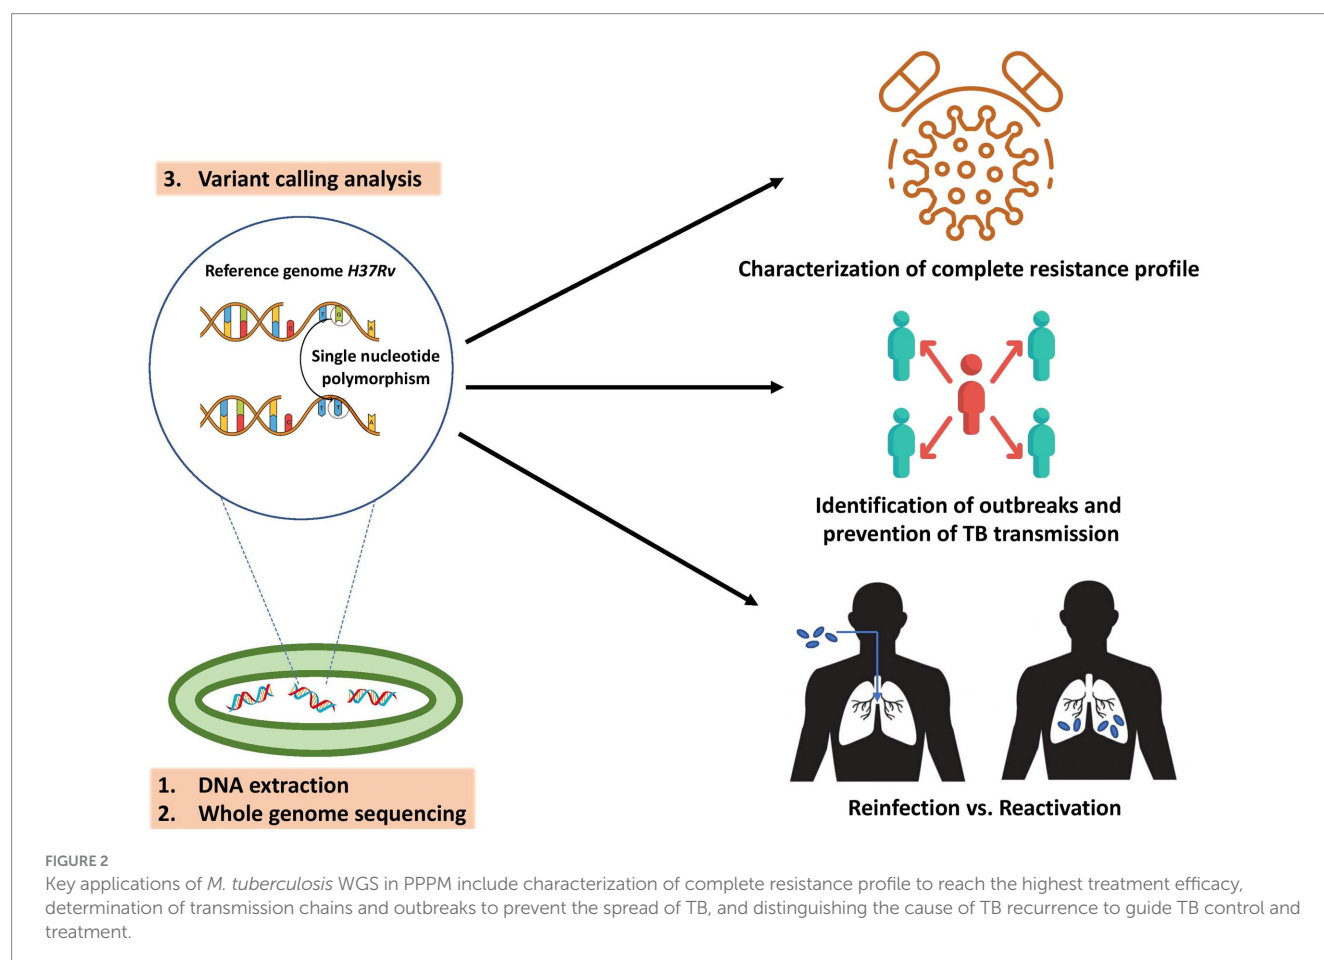 3. Variant calling analysis
Reference genome H37Rv
T G
C
A
Single nucleotide
polymorphism
T T
C
A
1. DNA extraction
2. Whole genome sequencing
Characterization of complete resistance profile
Identification of outbreaks and
prevention of TB transmission
Reinfection vs. Reactivation
FIGURE 2
Key applications of M. tuberculosis WGS in PPPM include characterization of complete resistance profile to reach the highest treatment efficacy,
determination of transmission chains and outbreaks to prevent the spread of TB, and distinguishing the cause of TB recurrence to guide TB control and
treatment.